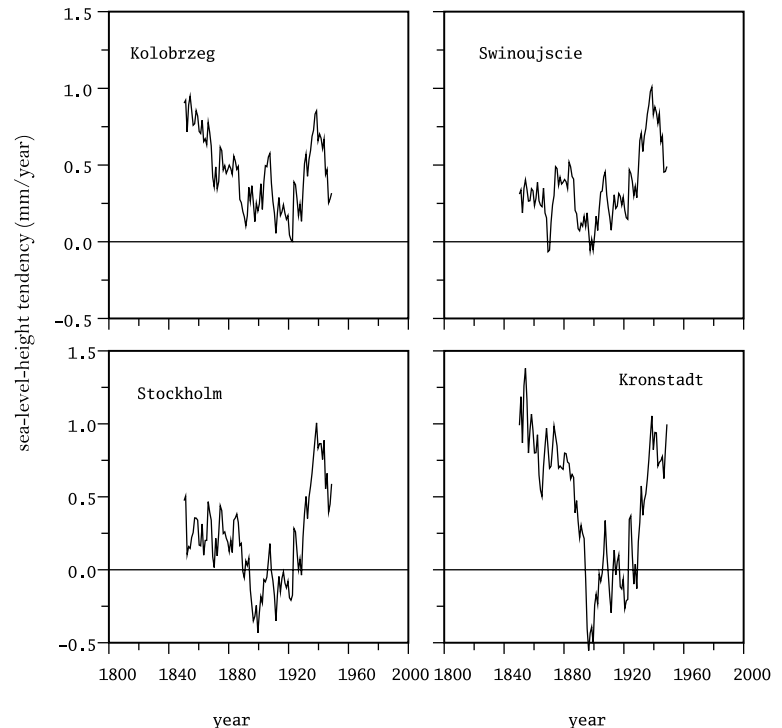 sea-level-height tendency (mm/year)
1.5
1.0
0.5
0.0
−0.5
Kolobrzeg
Swinoujscie
1.5
1.0
0.5
0.0
−0.5
Stockholm
Kronstadt
1800 1840 1880 1920 1960 2000
1800 1840 1880 1920 1960 2000
year
year